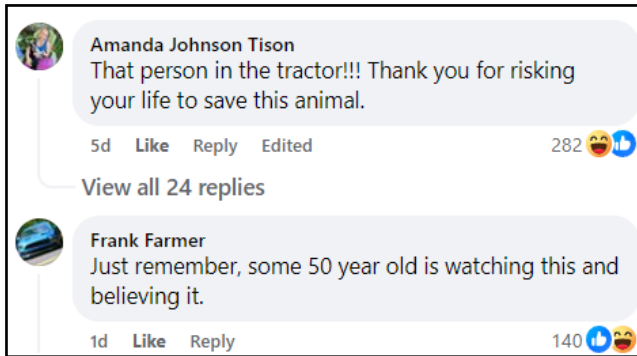 Amanda Johnson Tison
That person in the tractor!!! Thank you for risking
your life to save this animal.
5d Like Reply Edited 282
View all 24 replies
Frank Farmer
Just remember, some 50 year old is watching this and
believing it.
1d Like Reply 140